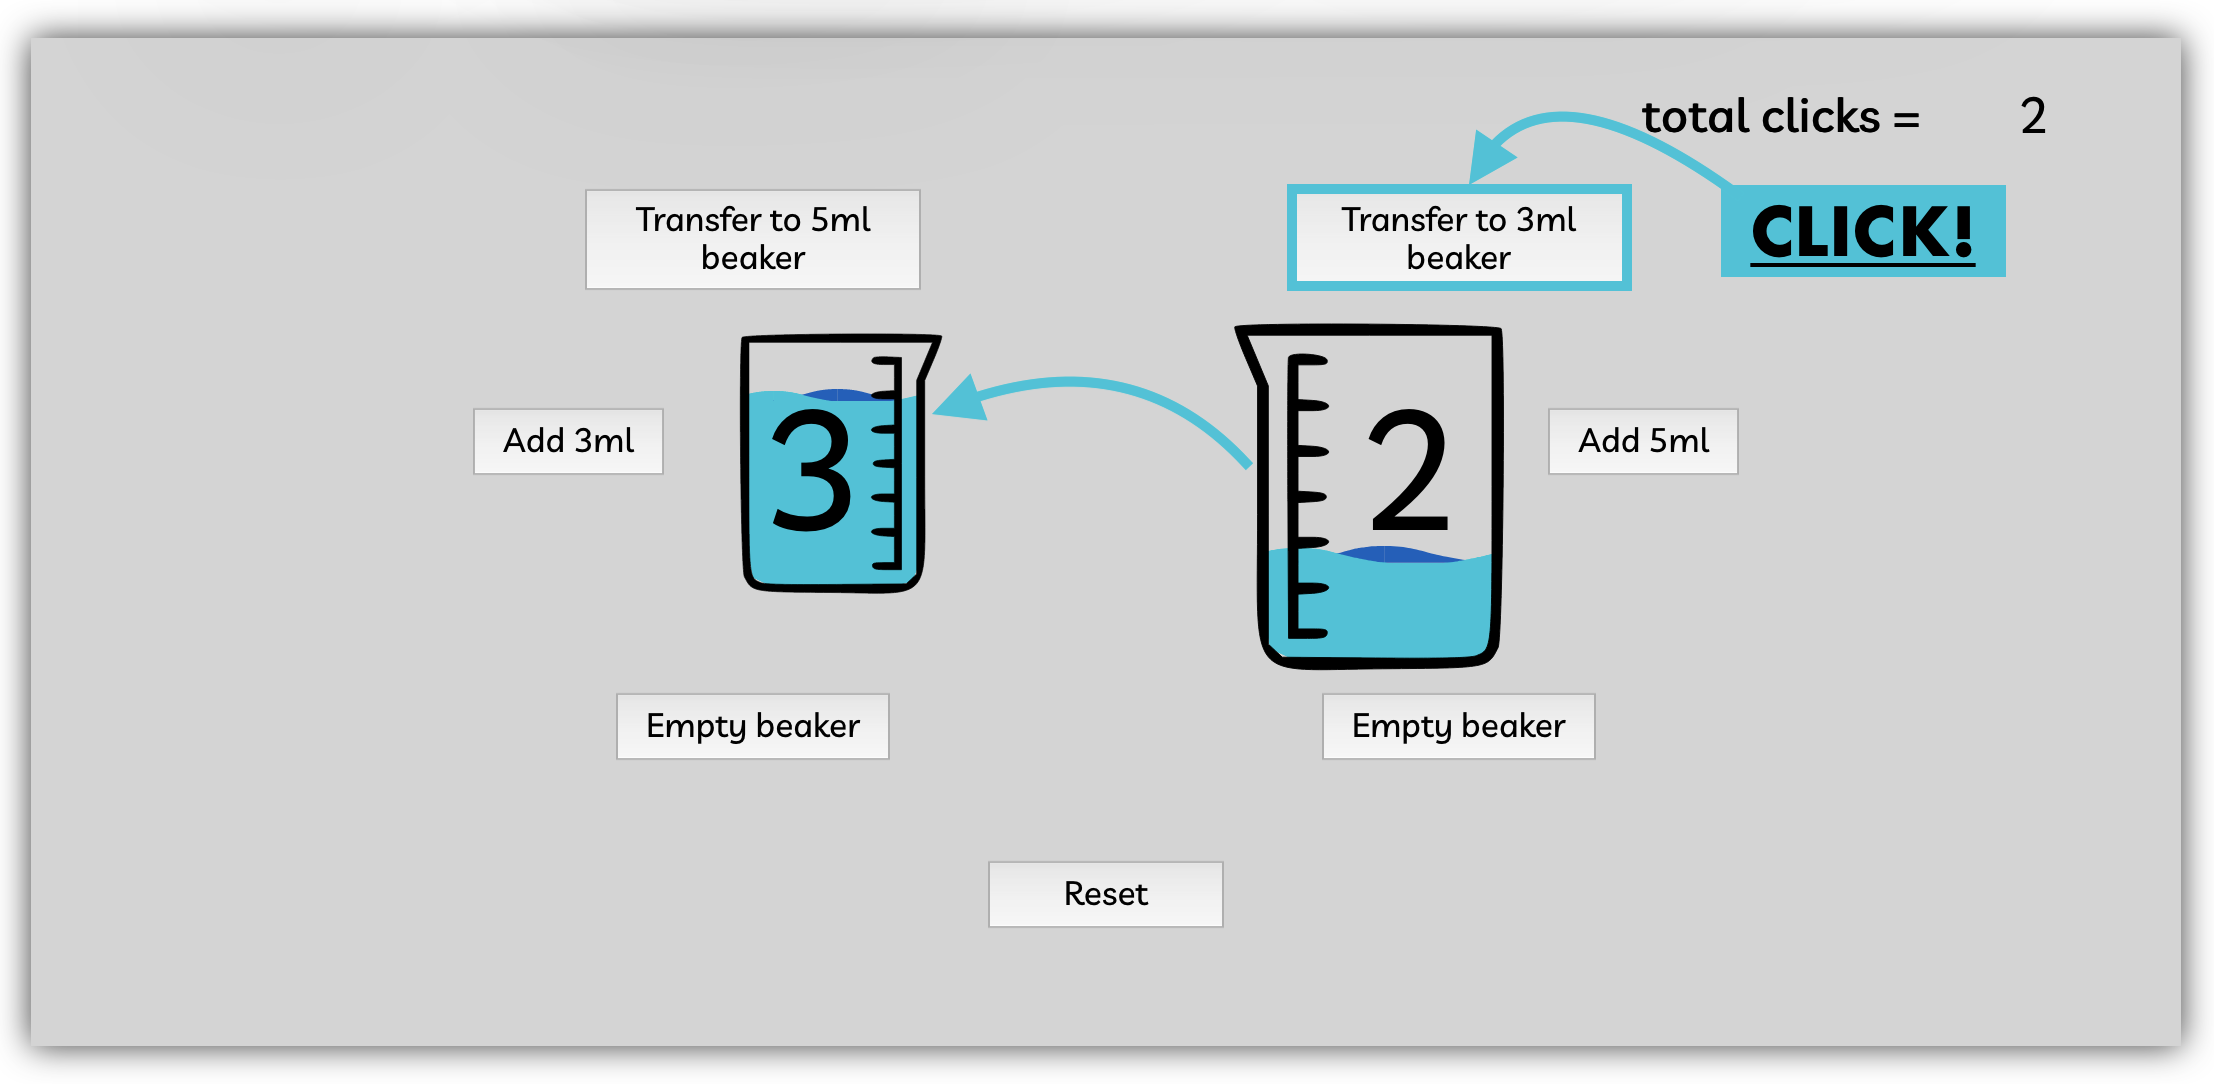 total clicks = 2
Transfer to 5ml
beaker
Transfer to 3ml
beaker
CLICK!
Add 3ml
3
2
Add 5ml
Empty beaker
Empty beaker
Reset